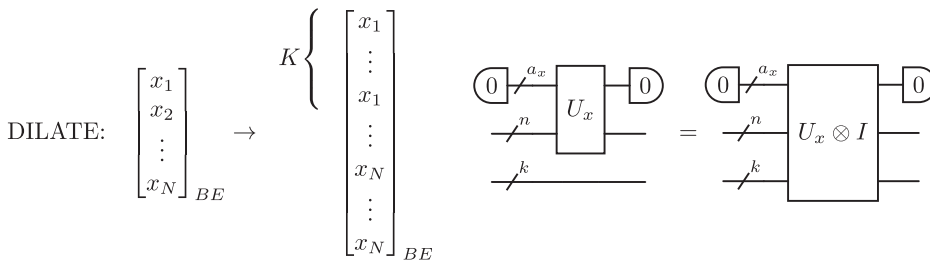 DILATE: [x_1 x_2 ⋮ x_N]_{BE} → K { [x_1 ⋮ x_1 ⋮ x_N ⋮ x_N]_{BE}
0 a_x U_x 0 = 0 a_x U_x ⊗ I 0
n n
k k